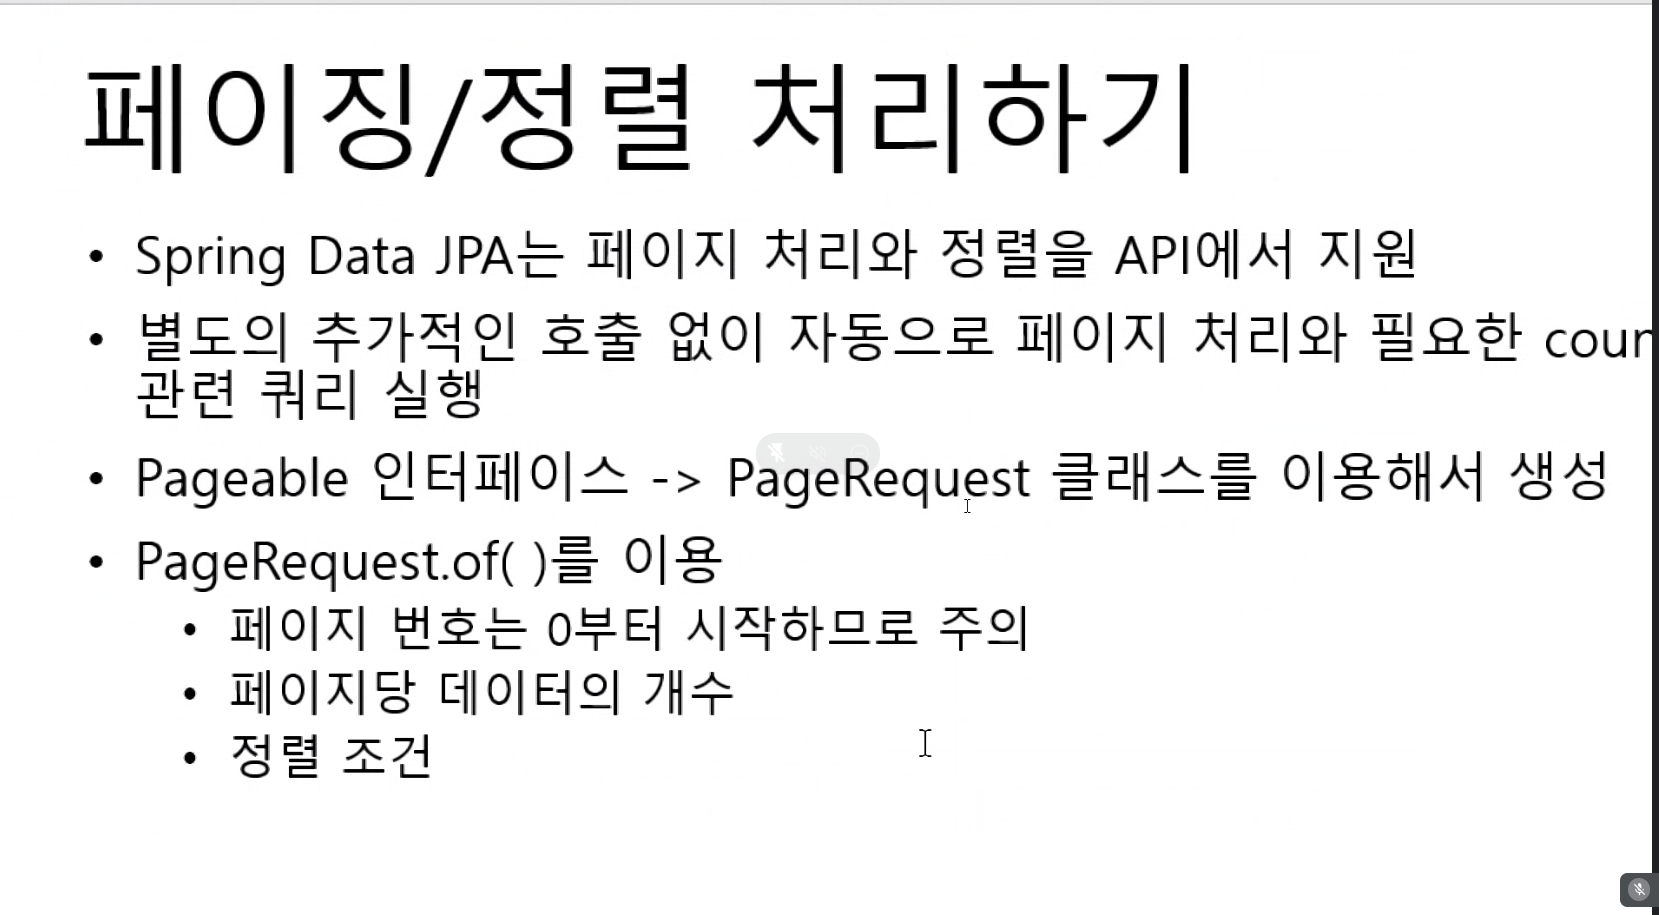 페이징/정렬 처리하기
• Spring Data JPA는 페이지 처리와 정렬을 API에서 지원
• 별도의 추가적인 호출 없이 자동으로 페이지 처리와 필요한
관련 쿼리 실행
• Pageable 인터페이스 -> PageRequest 클래스를 이용해서 생성
• PageRequest.of( )를 이용
• 페이지 번호는 0부터 시작하므로 주의
• 페이지당 데이터의 개수
• 정렬 조건